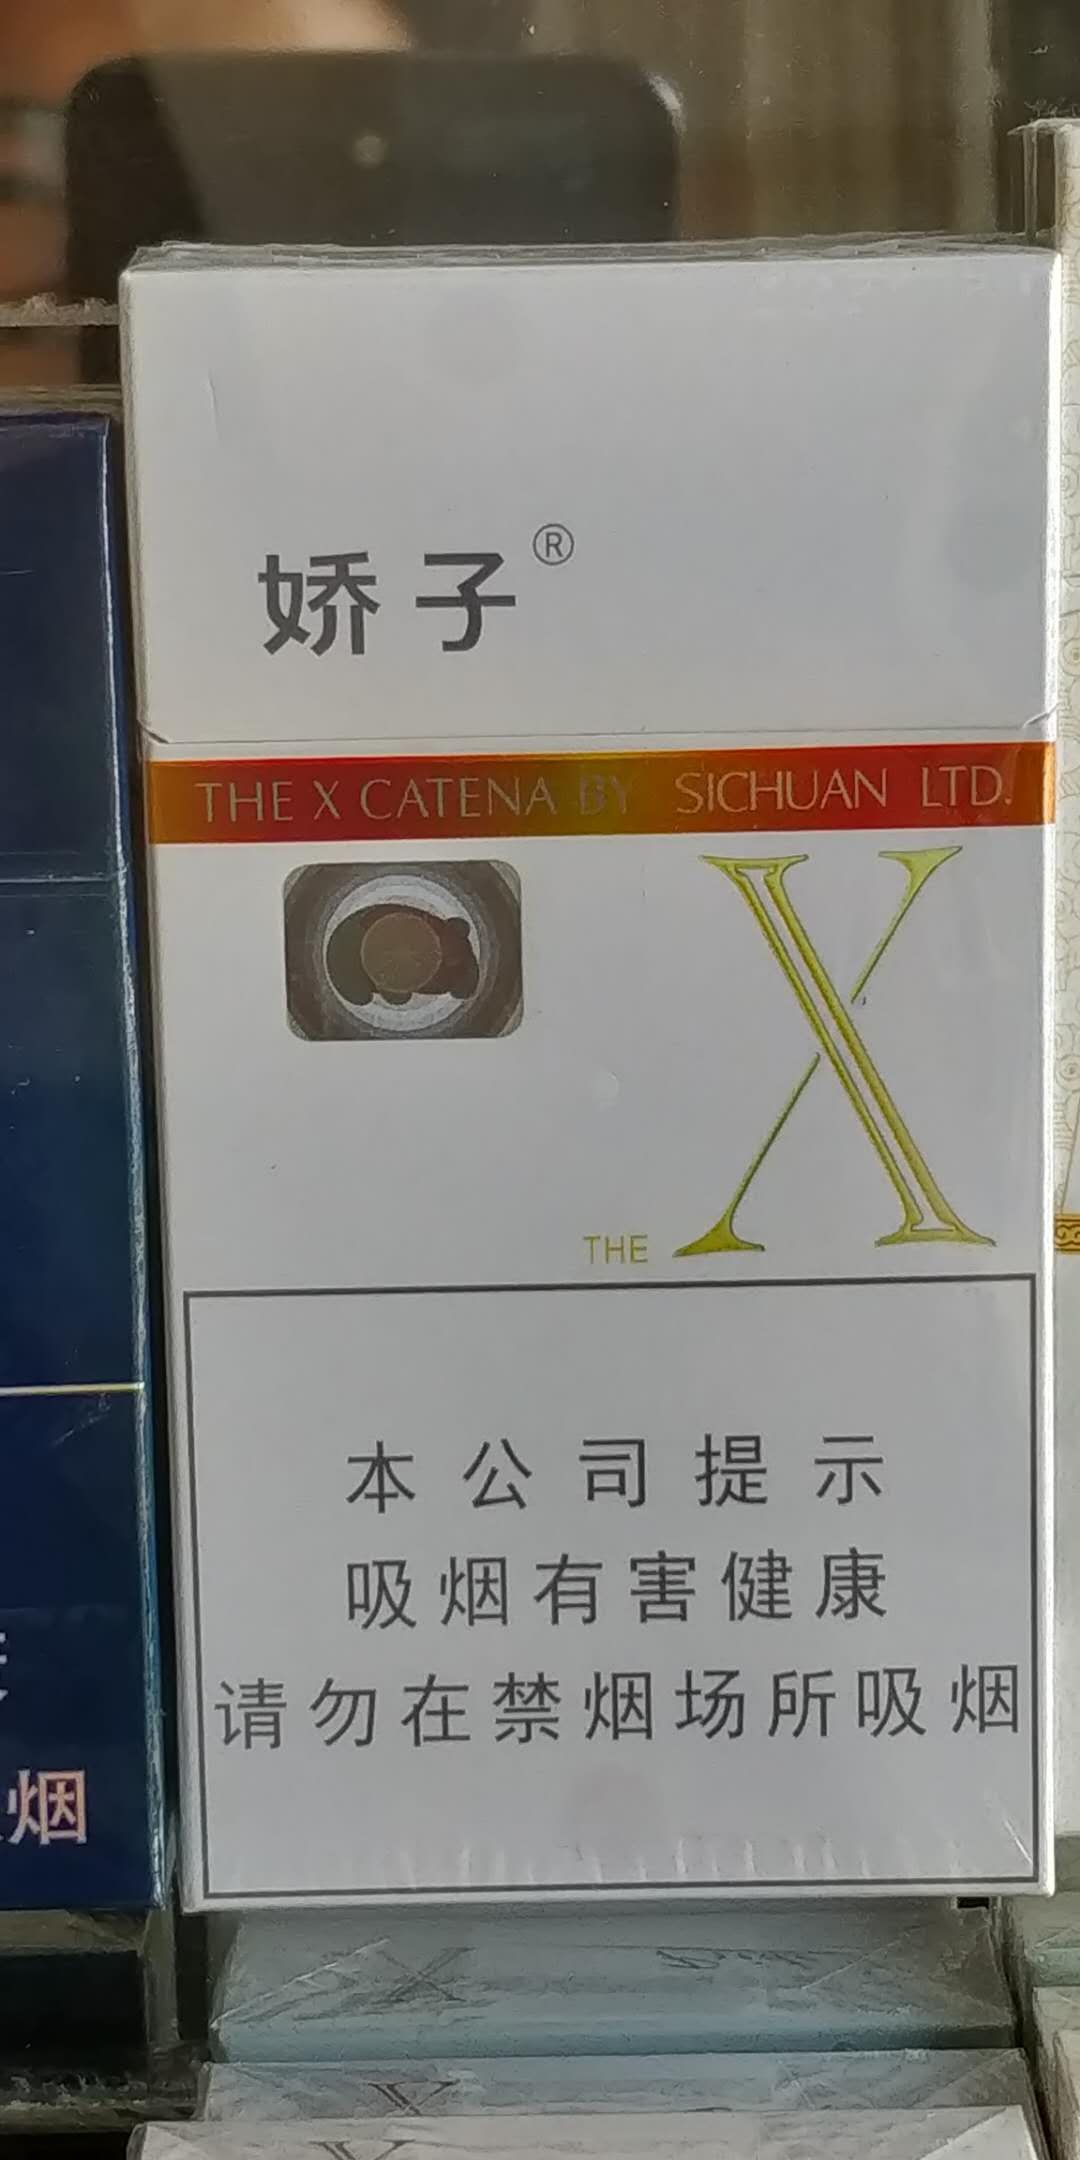 娇子®
THE X CATENA BY SICHUAN LTD.
THE X
本公司提示
吸烟有害健康
请勿在禁烟场所吸烟
烟
X
X